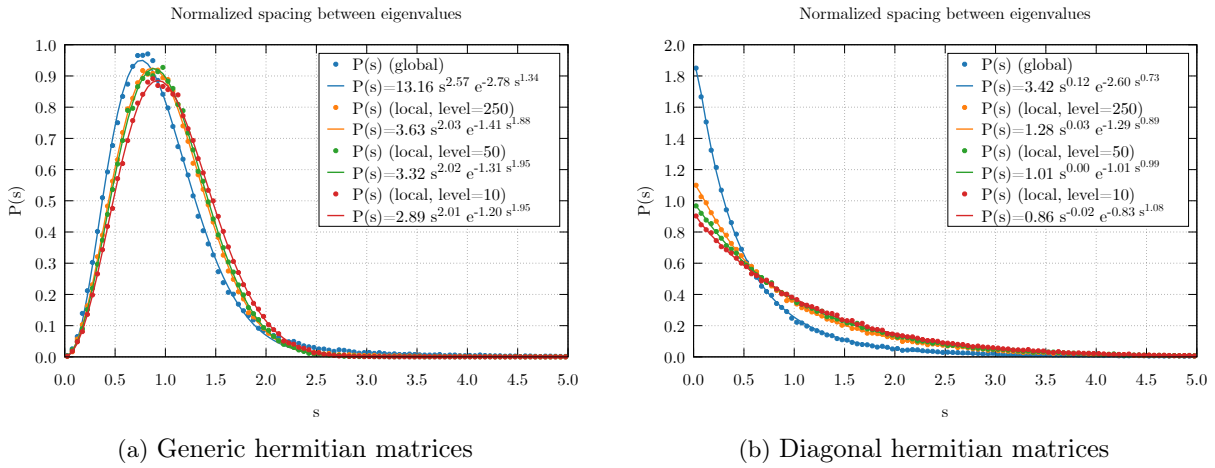 Normalized spacing between eigenvalues
P(s)
1.0
0.9
0.8
0.7
0.6
0.5
0.4
0.3
0.2
0.1
0.0
P(s) (global)
P(s)=13.16 s^2.57 e^-2.78 s^1.34
P(s) (local, level=250)
P(s)=3.63 s^2.03 e^-1.41 s^1.88
P(s) (local, level=50)
P(s)=3.32 s^2.02 e^-1.31 s^1.95
P(s) (local, level=10)
P(s)=2.89 s^2.01 e^-1.20 s^1.95
0.0 0.5 1.0 1.5 2.0 2.5 3.0 3.5 4.0 4.5 5.0
s
(a) Generic hermitian matrices
Normalized spacing between eigenvalues
P(s)
2.0
1.8
1.6
1.4
1.2
1.0
0.8
0.6
0.4
0.2
0.0
P(s) (global)
P(s)=3.42 s^0.12 e^-2.60 s^0.73
P(s) (local, level=250)
P(s)=1.28 s^0.03 e^-1.29 s^0.89
P(s) (local, level=50)
P(s)=1.01 s^0.00 e^-1.01 s^0.99
P(s) (local, level=10)
P(s)=0.86 s^-0.02 e^-0.83 s^1.08
0.0 0.5 1.0 1.5 2.0 2.5 3.0 3.5 4.0 4.5 5.0
s
(b) Diagonal hermitian matrices